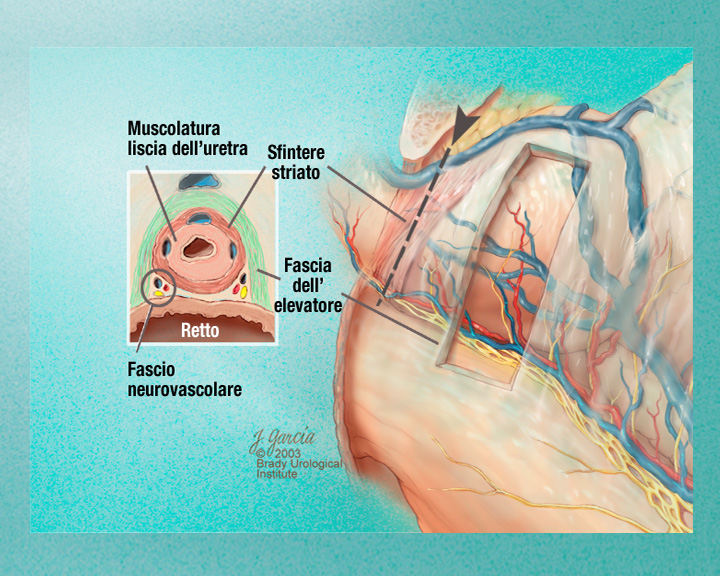 Muscolatura
liscia dell'uretra
Sfintere
striato
Fascia
dell'
elevatore
Retto
Fascio
neurovascolare
J Garcia
© 2003
Brady Urological
Institute